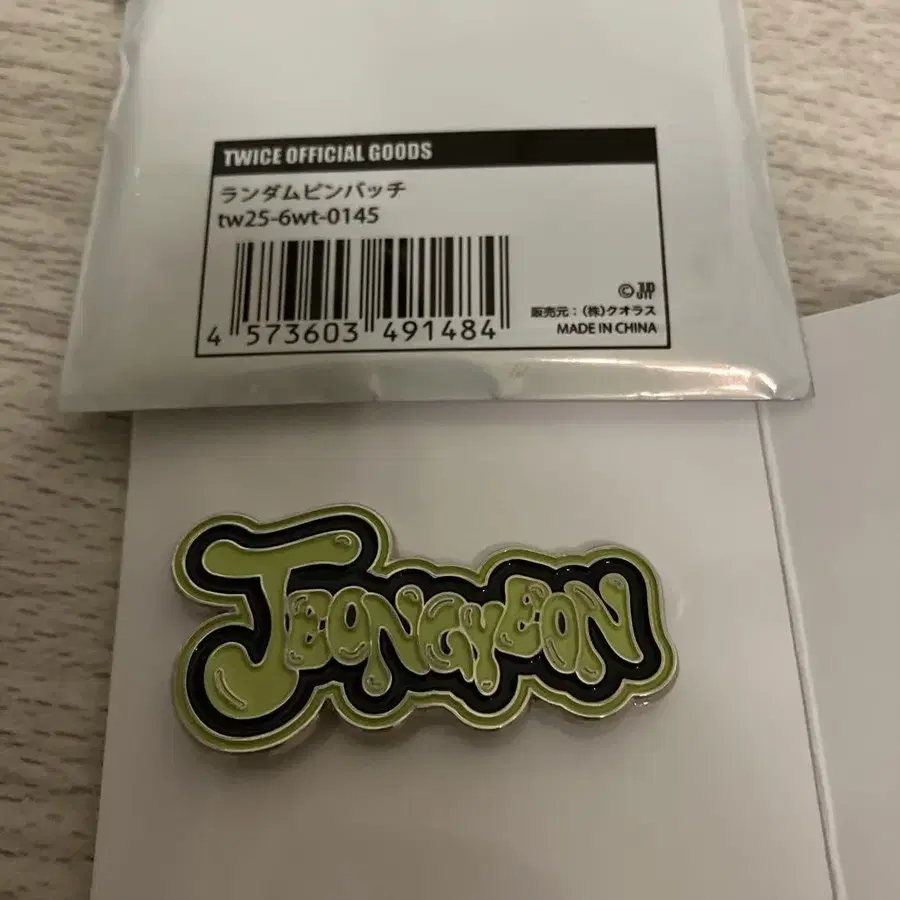 TWICE OFFICIAL GOODS
ランダムピンバッチ
tw25-6wt-0145
4 573603 491484
© JYP
販売元：（株）クオラス
MADE IN CHINA
JEONGYEON